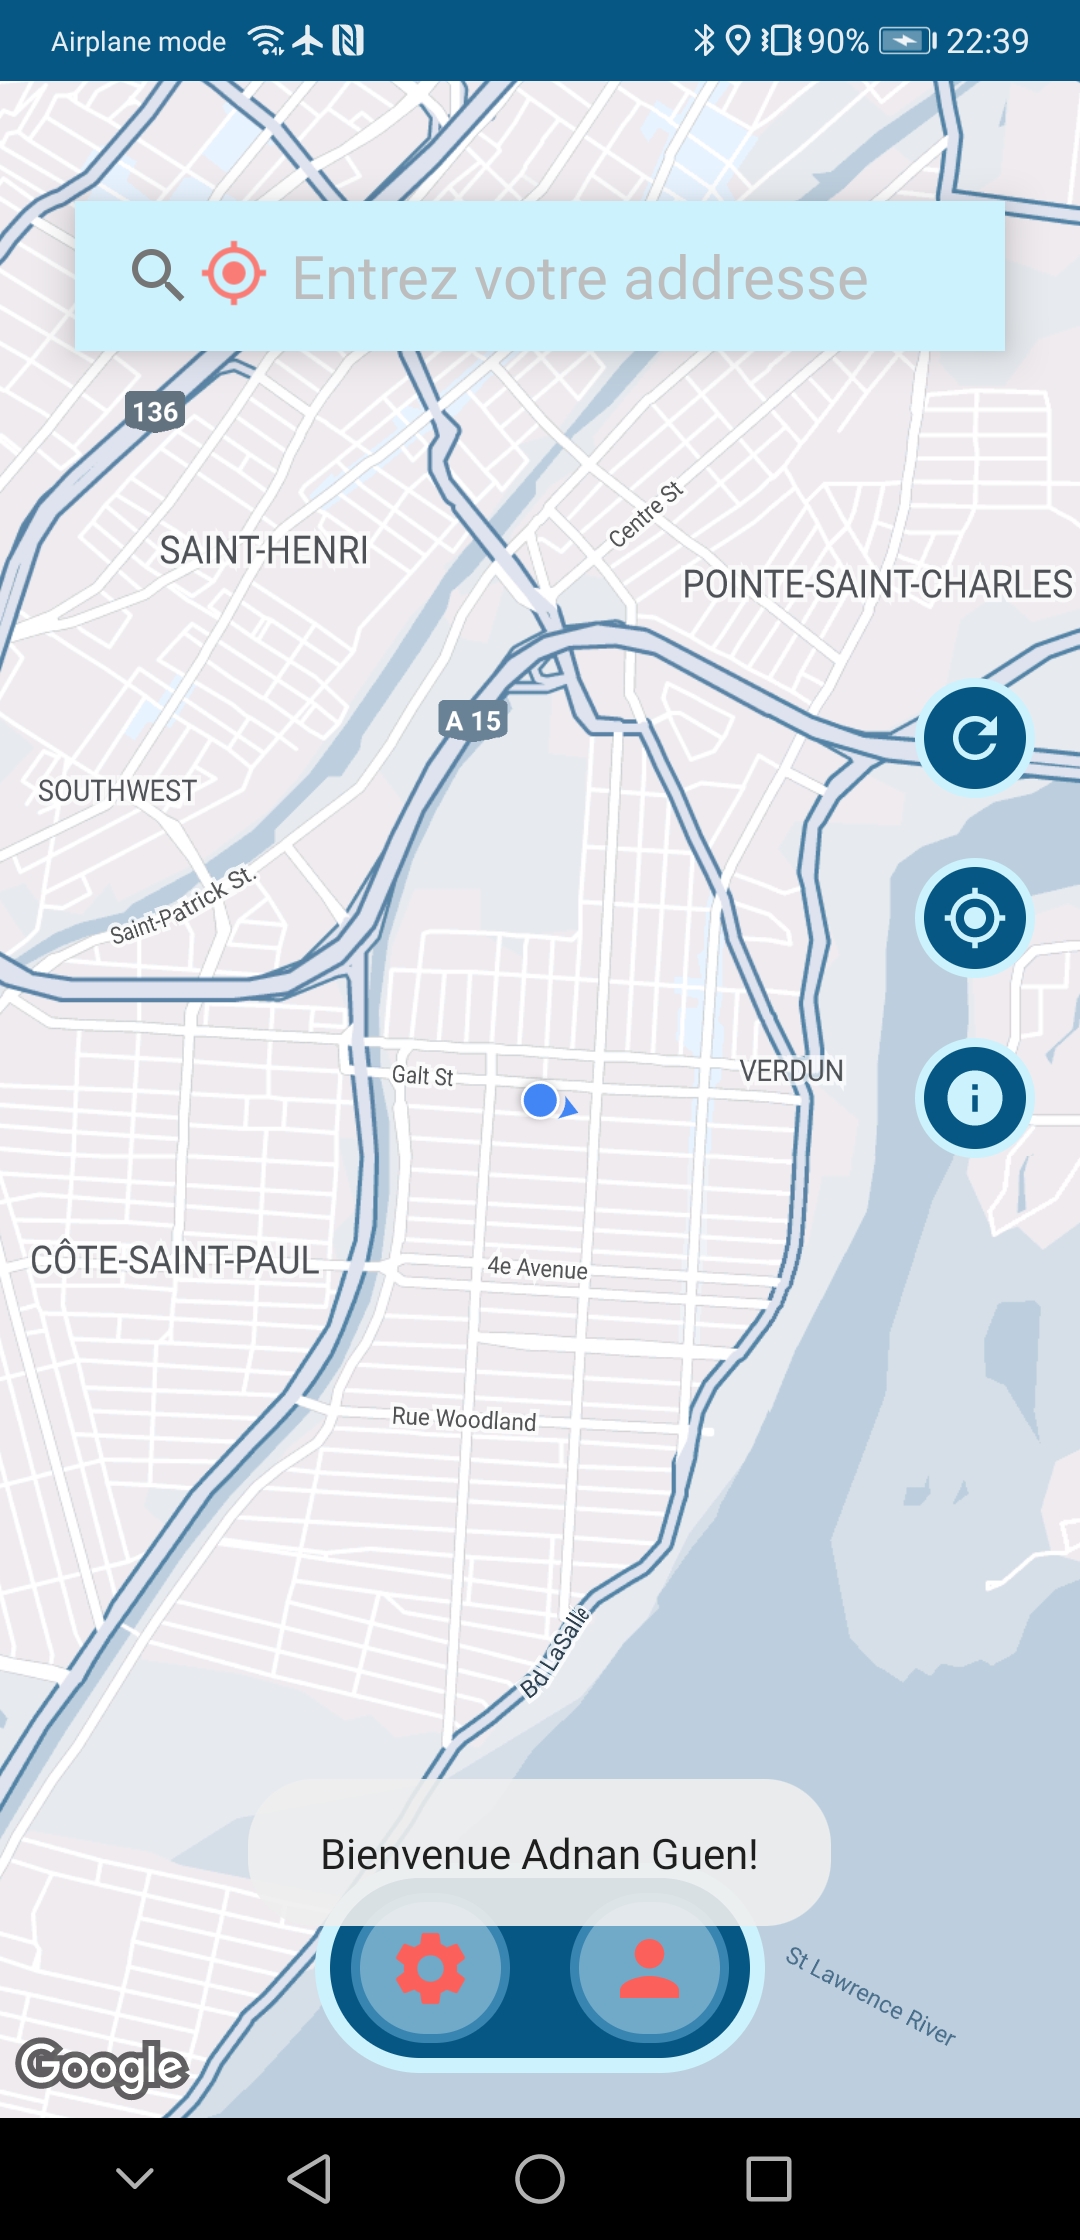 Airplane mode 90% 22:39
Entrez votre addresse
136
Centre St
SAINT-HENRI
POINTE-SAINT-CHARLES
A 15
SOUTHWEST
Saint-Patrick St.
Galt St
VERDUN
CÔTE-SAINT-PAUL
4e Avenue
Rue Woodland
Bd LaSalle
Bienvenue Adnan Guen!
St Lawrence River
Google